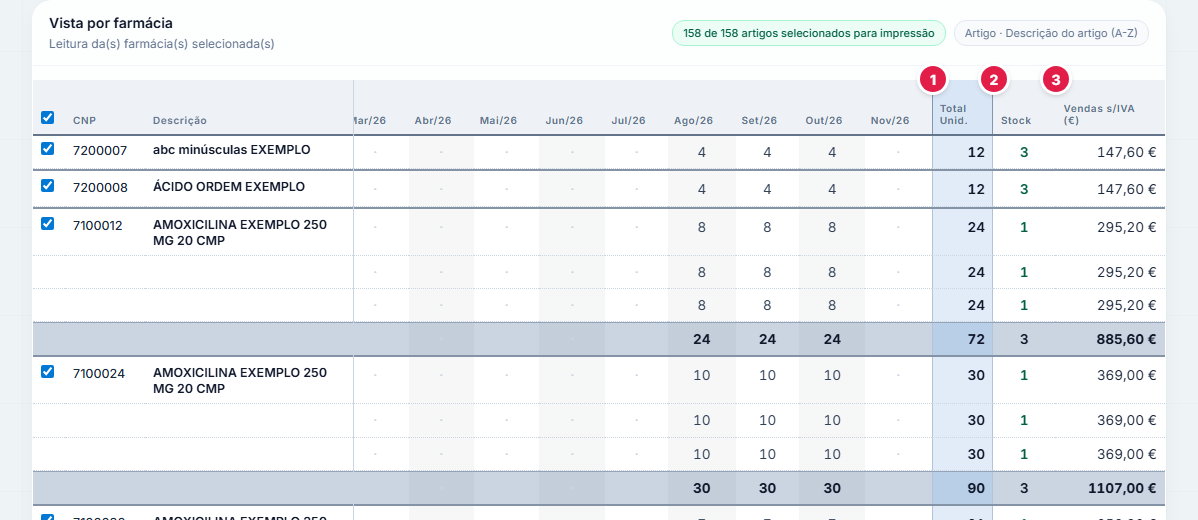 Vista por farmácia
Leitura da(s) farmácia(s) selecionada(s)
158 de 158 artigos selecionados para impressão
Artigo · Descrição do artigo (A-Z)
1 2 3
CNP Descrição Mar/26 Abr/26 Mai/26 Jun/26 Jul/26 Ago/26 Set/26 Out/26 Nov/26 Total Unid. Stock Vendas s/IVA (€)
7200007 abc minúsculas EXEMPLO - - - - - 4 4 4 - 12 3 147,60 €
7200008 ÁCIDO ORDEM EXEMPLO - - - - - 4 4 4 - 12 3 147,60 €
7100012 AMOXICILINA EXEMPLO 250 MG 20 CMP - - - - - 8 8 8 - 24 1 295,20 €
- - - - - 8 8 8 - 24 1 295,20 €
- - - - - 8 8 8 - 24 1 295,20 €
24 24 24 72 3 885,60 €
7100024 AMOXICILINA EXEMPLO 250 MG 20 CMP - - - - - 10 10 10 - 30 1 369,00 €
- - - - - 10 10 10 - 30 1 369,00 €
- - - - - 10 10 10 - 30 1 369,00 €
30 30 30 90 3 1107,00 €
AMOXICILINA EXEMPLO 250